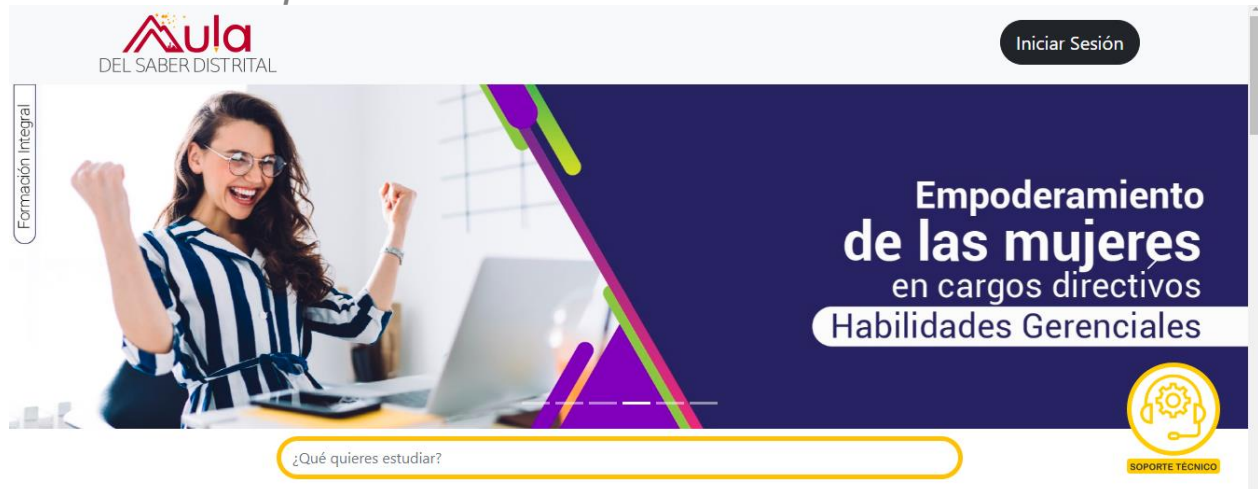 Aula
DEL SABER DISTRITAL
Iniciar Sesión
Formación Integral
Empoderamiento
de las mujeres
en cargos directivos
Habilidades Gerenciales
¿Qué quieres estudiar?
SOPORTE TÉCNICO